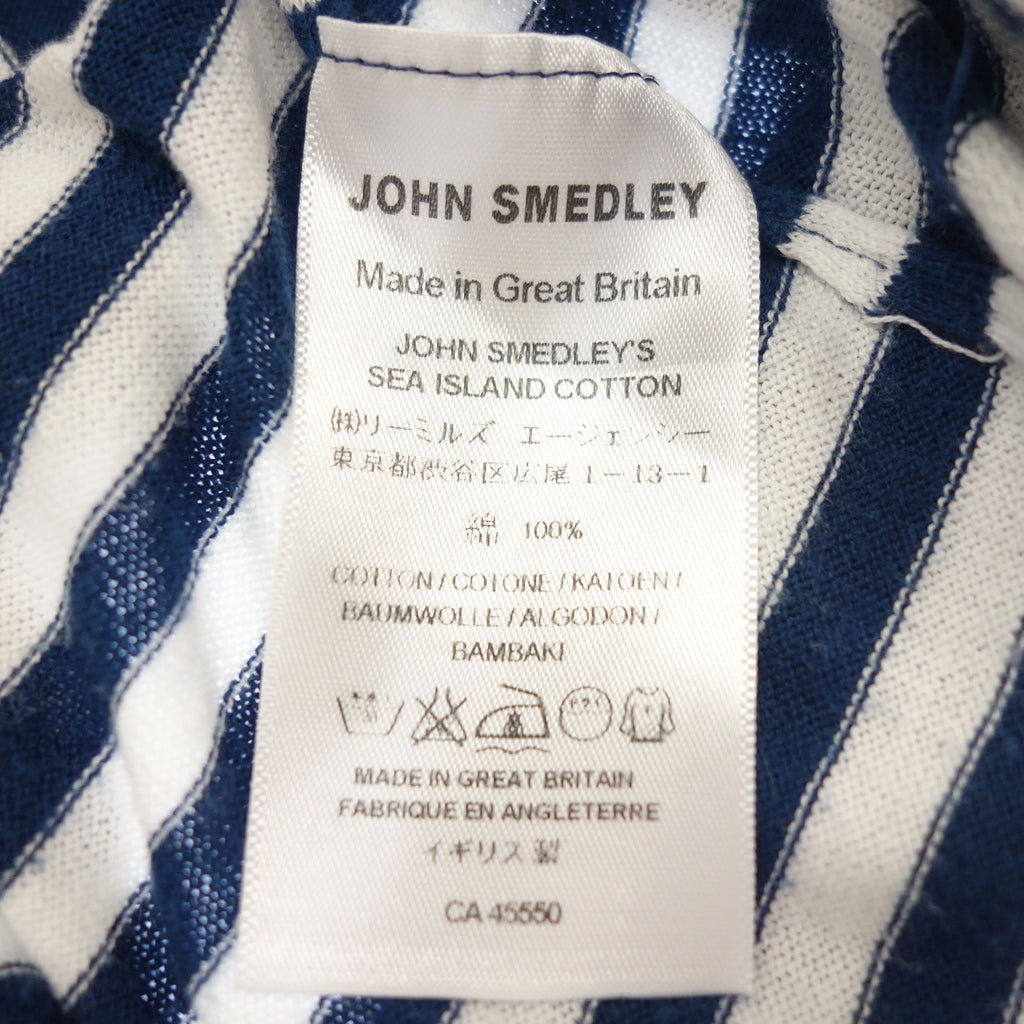 JOHN SMEDLEY
Made in Great Britain
JOHN SMEDLEY'S
SEA ISLAND COTTON
㈱リーミルズ エージェンシー
東京都渋谷区広尾1-13-1
綿 100%
COTTON / COTONE / KATOEN /
BAUMWOLLE / ALGODON /
BAMBAKI
MADE IN GREAT BRITAIN
FABRIQUE EN ANGLETERRE
イギリス製
CA 45550